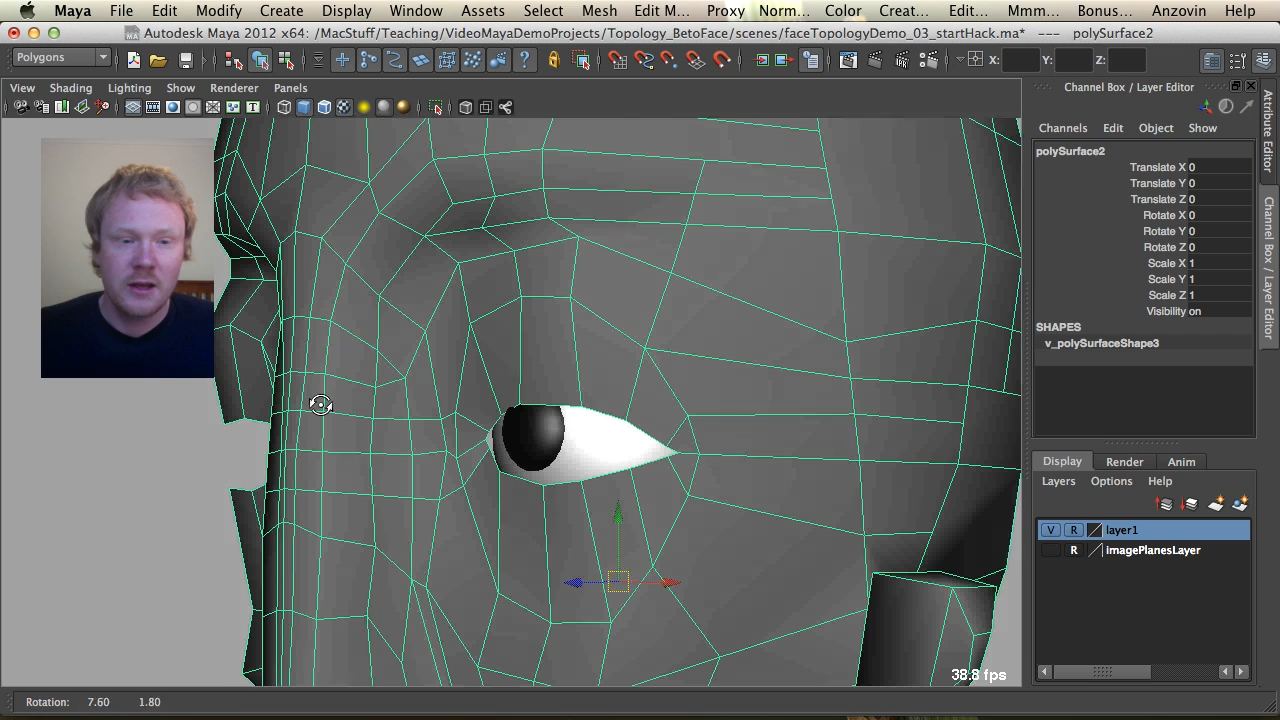 Maya File Edit Modify Create Display Window Assets Select Mesh Edit M... Proxy Norm... Color Creat... Edit... Mmm... Bonus... Anzovin Help
Autodesk Maya 2012 x64: /MacStuff/Teaching/VideoMayaDemoProjects/Topology_BetoFace/scenes/faceTopologyDemo_03_startHack.ma* --- polySurface2
Polygons X: Y: Z:
View Shading Lighting Show Renderer Panels
Channel Box / Layer Editor
Channels Edit Object Show
polySurface2
Translate X 0
Translate Y 0
Translate Z 0
Rotate X 0
Rotate Y 0
Rotate Z 0
Scale X 1
Scale Y 1
Scale Z 1
Visibility on
SHAPES
v_polySurfaceShape3
Attribute Editor
Channel Box / Layer Editor
Display Render Anim
Layers Options Help
V R layer1
R imagePlanesLayer
38.8 fps
Rotation: 7.60 1.80